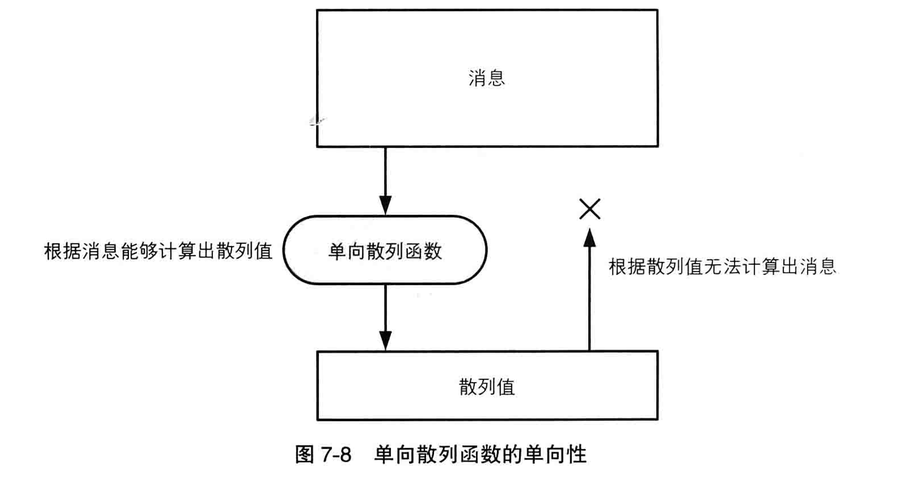 消息
根据消息能够计算出散列值
单向散列函数
根据散列值无法计算出消息
散列值
图 7-8 单向散列函数的单向性